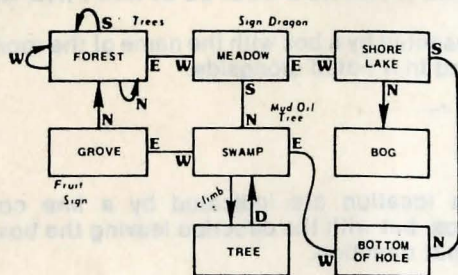 S Trees Sign Dragon
W FOREST E W MEADOW E W SHORE LAKE S
N S N
N N Mud Oil Tree
GROVE E W SWAMP E BOG
Fruit Sign climb D
TREE W BOTTOM OF HOLE N